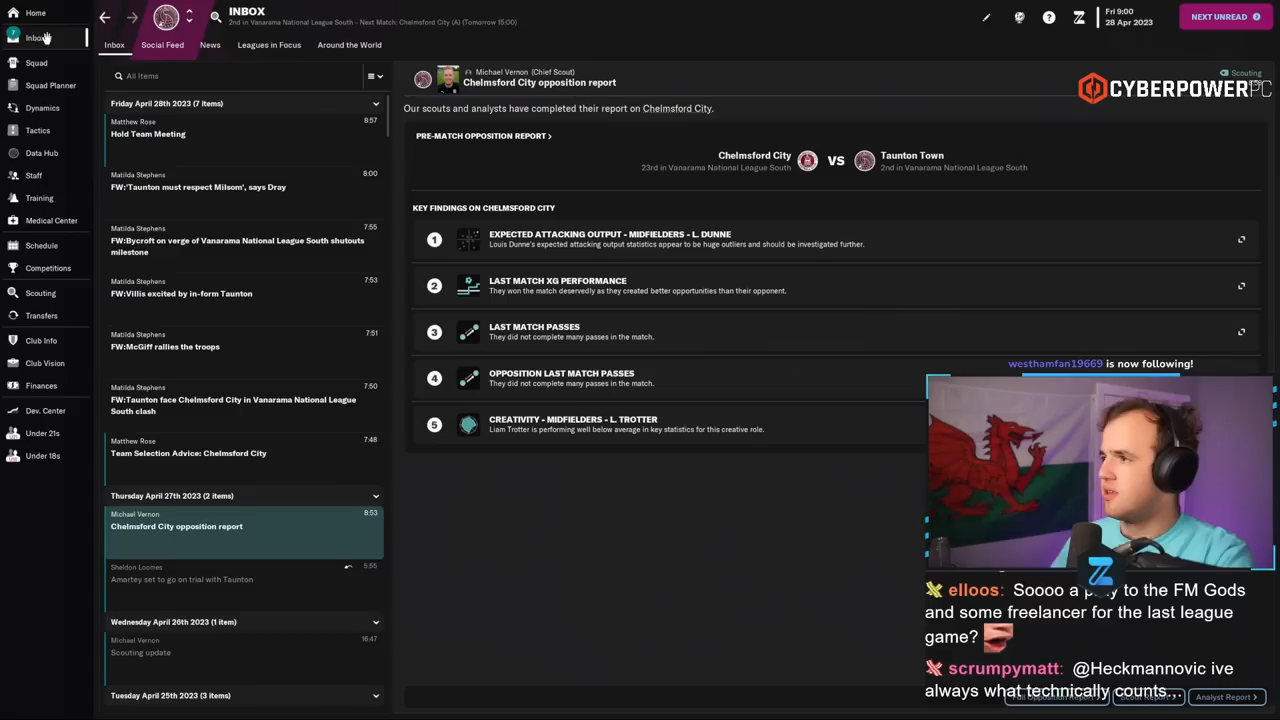 Home
Inbox
Squad
Squad Planner
Dynamics
Tactics
Data Hub
Staff
Training
Medical Center
Schedule
Competitions
Scouting
Transfers
Club Info
Club Vision
Finances
Dev. Center
Under 21s
Under 18s
INBOX
2nd in Vanarama National League South - Next Match: Chelmsford City (A) (Tomorrow 15:00)
Fri 9:00
28 Apr 2023
NEXT UNREAD
Inbox
Social Feed
News
Leagues in Focus
Around the World
All Items
Friday April 28th 2023 (7 items)
Matthew Rose 8:57
Hold Team Meeting
Matilda Stephens 8:00
FW:'Taunton must respect Milsom', says Dray
Matilda Stephens 7:55
FW:Bycroft on verge of Vanarama National League South shutouts
milestone
Matilda Stephens 7:53
FW:Villis excited by in-form Taunton
Matilda Stephens 7:51
FW:McGiff rallies the troops
Matilda Stephens 7:50
FW:Taunton face Chelmsford City in Vanarama National League
South clash
Matthew Rose 7:48
Team Selection Advice: Chelmsford City
Thursday April 27th 2023 (2 items)
Michael Vernon 8:53
Chelmsford City opposition report
Sheldon Loomes 5:55
Amartey set to go on trial with Taunton
Wednesday April 26th 2023 (1 item)
Michael Vernon 16:47
Scouting update
Tuesday April 25th 2023 (3 items)
Michael Vernon (Chief Scout)
Chelmsford City opposition report
Scouting
CYBERPOWERPC
Our scouts and analysts have completed their report on Chelmsford City.
PRE-MATCH OPPOSITION REPORT >
Chelmsford City
23rd in Vanarama National League South
VS
Taunton Town
2nd in Vanarama National League South
KEY FINDINGS ON CHELMSFORD CITY
1
EXPECTED ATTACKING OUTPUT - MIDFIELDERS - L. DUNNE
Louis Dunne's expected attacking output statistics appear to be huge outliers and should be investigated further.
2
LAST MATCH XG PERFORMANCE
They won the match deservedly as they created better opportunities than their opponent.
3
LAST MATCH PASSES
They did not complete many passes in the match.
4
OPPOSITION LAST MATCH PASSES
They did not complete many passes in the match.
5
CREATIVITY - MIDFIELDERS - L. TROTTER
Liam Trotter is performing well below average in key statistics for this creative role.
westhamfan19669 is now following!
elloos: Soooo a pray to the FM Gods
and some freelancer for the last league
game?
scrumpymatt: @Heckmannovic ive
always what technically counts...
Analyst Report >